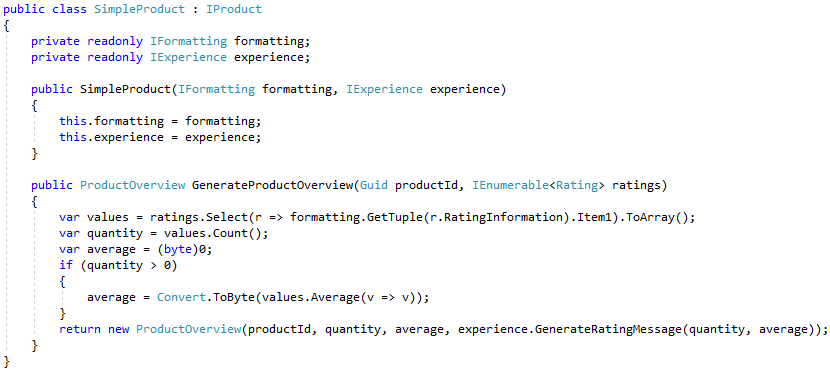 public class SimpleProduct : IProduct
{
    private readonly IFormatting formatting;
    private readonly IExperience experience;

    public SimpleProduct(IFormatting formatting, IExperience experience)
    {
        this.formatting = formatting;
        this.experience = experience;
    }

    public ProductOverview GenerateProductOverview(Guid productId, IEnumerable<Rating> ratings)
    {
        var values = ratings.Select(r => formatting.GetTuple(r.RatingInformation).Item1).ToArray();
        var quantity = values.Count();
        var average = (byte)0;
        if (quantity > 0)
        {
            average = Convert.ToByte(values.Average(v => v));
        }
        return new ProductOverview(productId, quantity, average, experience.GenerateRatingMessage(quantity, average));
    }
}